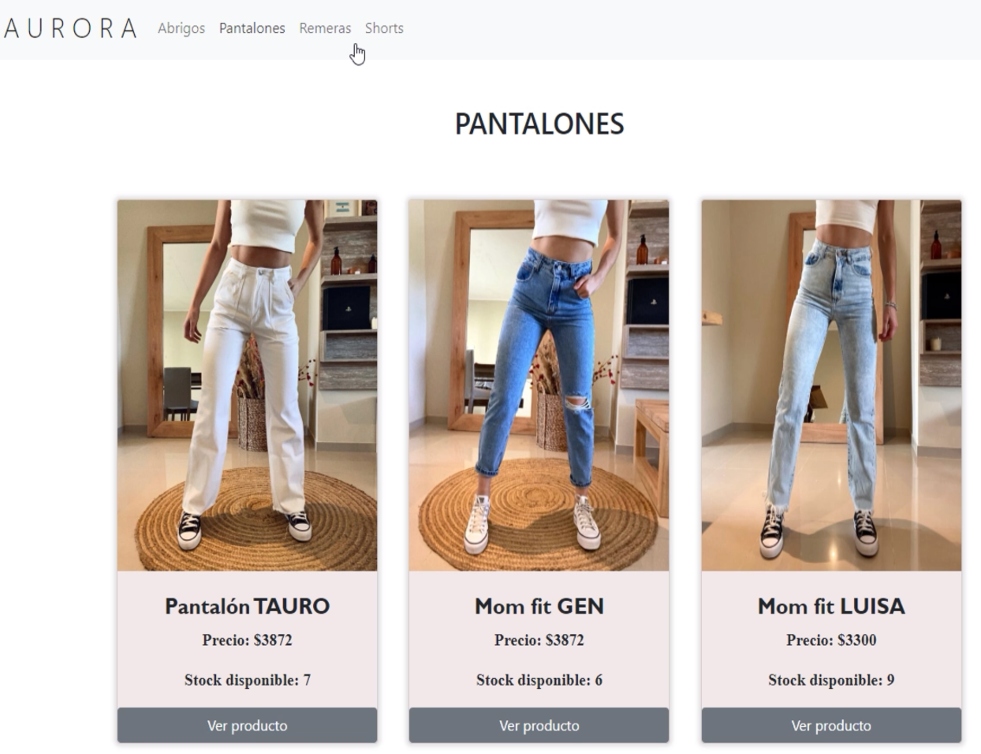 AURORA Abrigos Pantalones Remeras Shorts
PANTALONES
Pantalón TAURO
Precio: $3872
Stock disponible: 7
Ver producto
Mom fit GEN
Precio: $3872
Stock disponible: 6
Ver producto
Mom fit LUISA
Precio: $3300
Stock disponible: 9
Ver producto